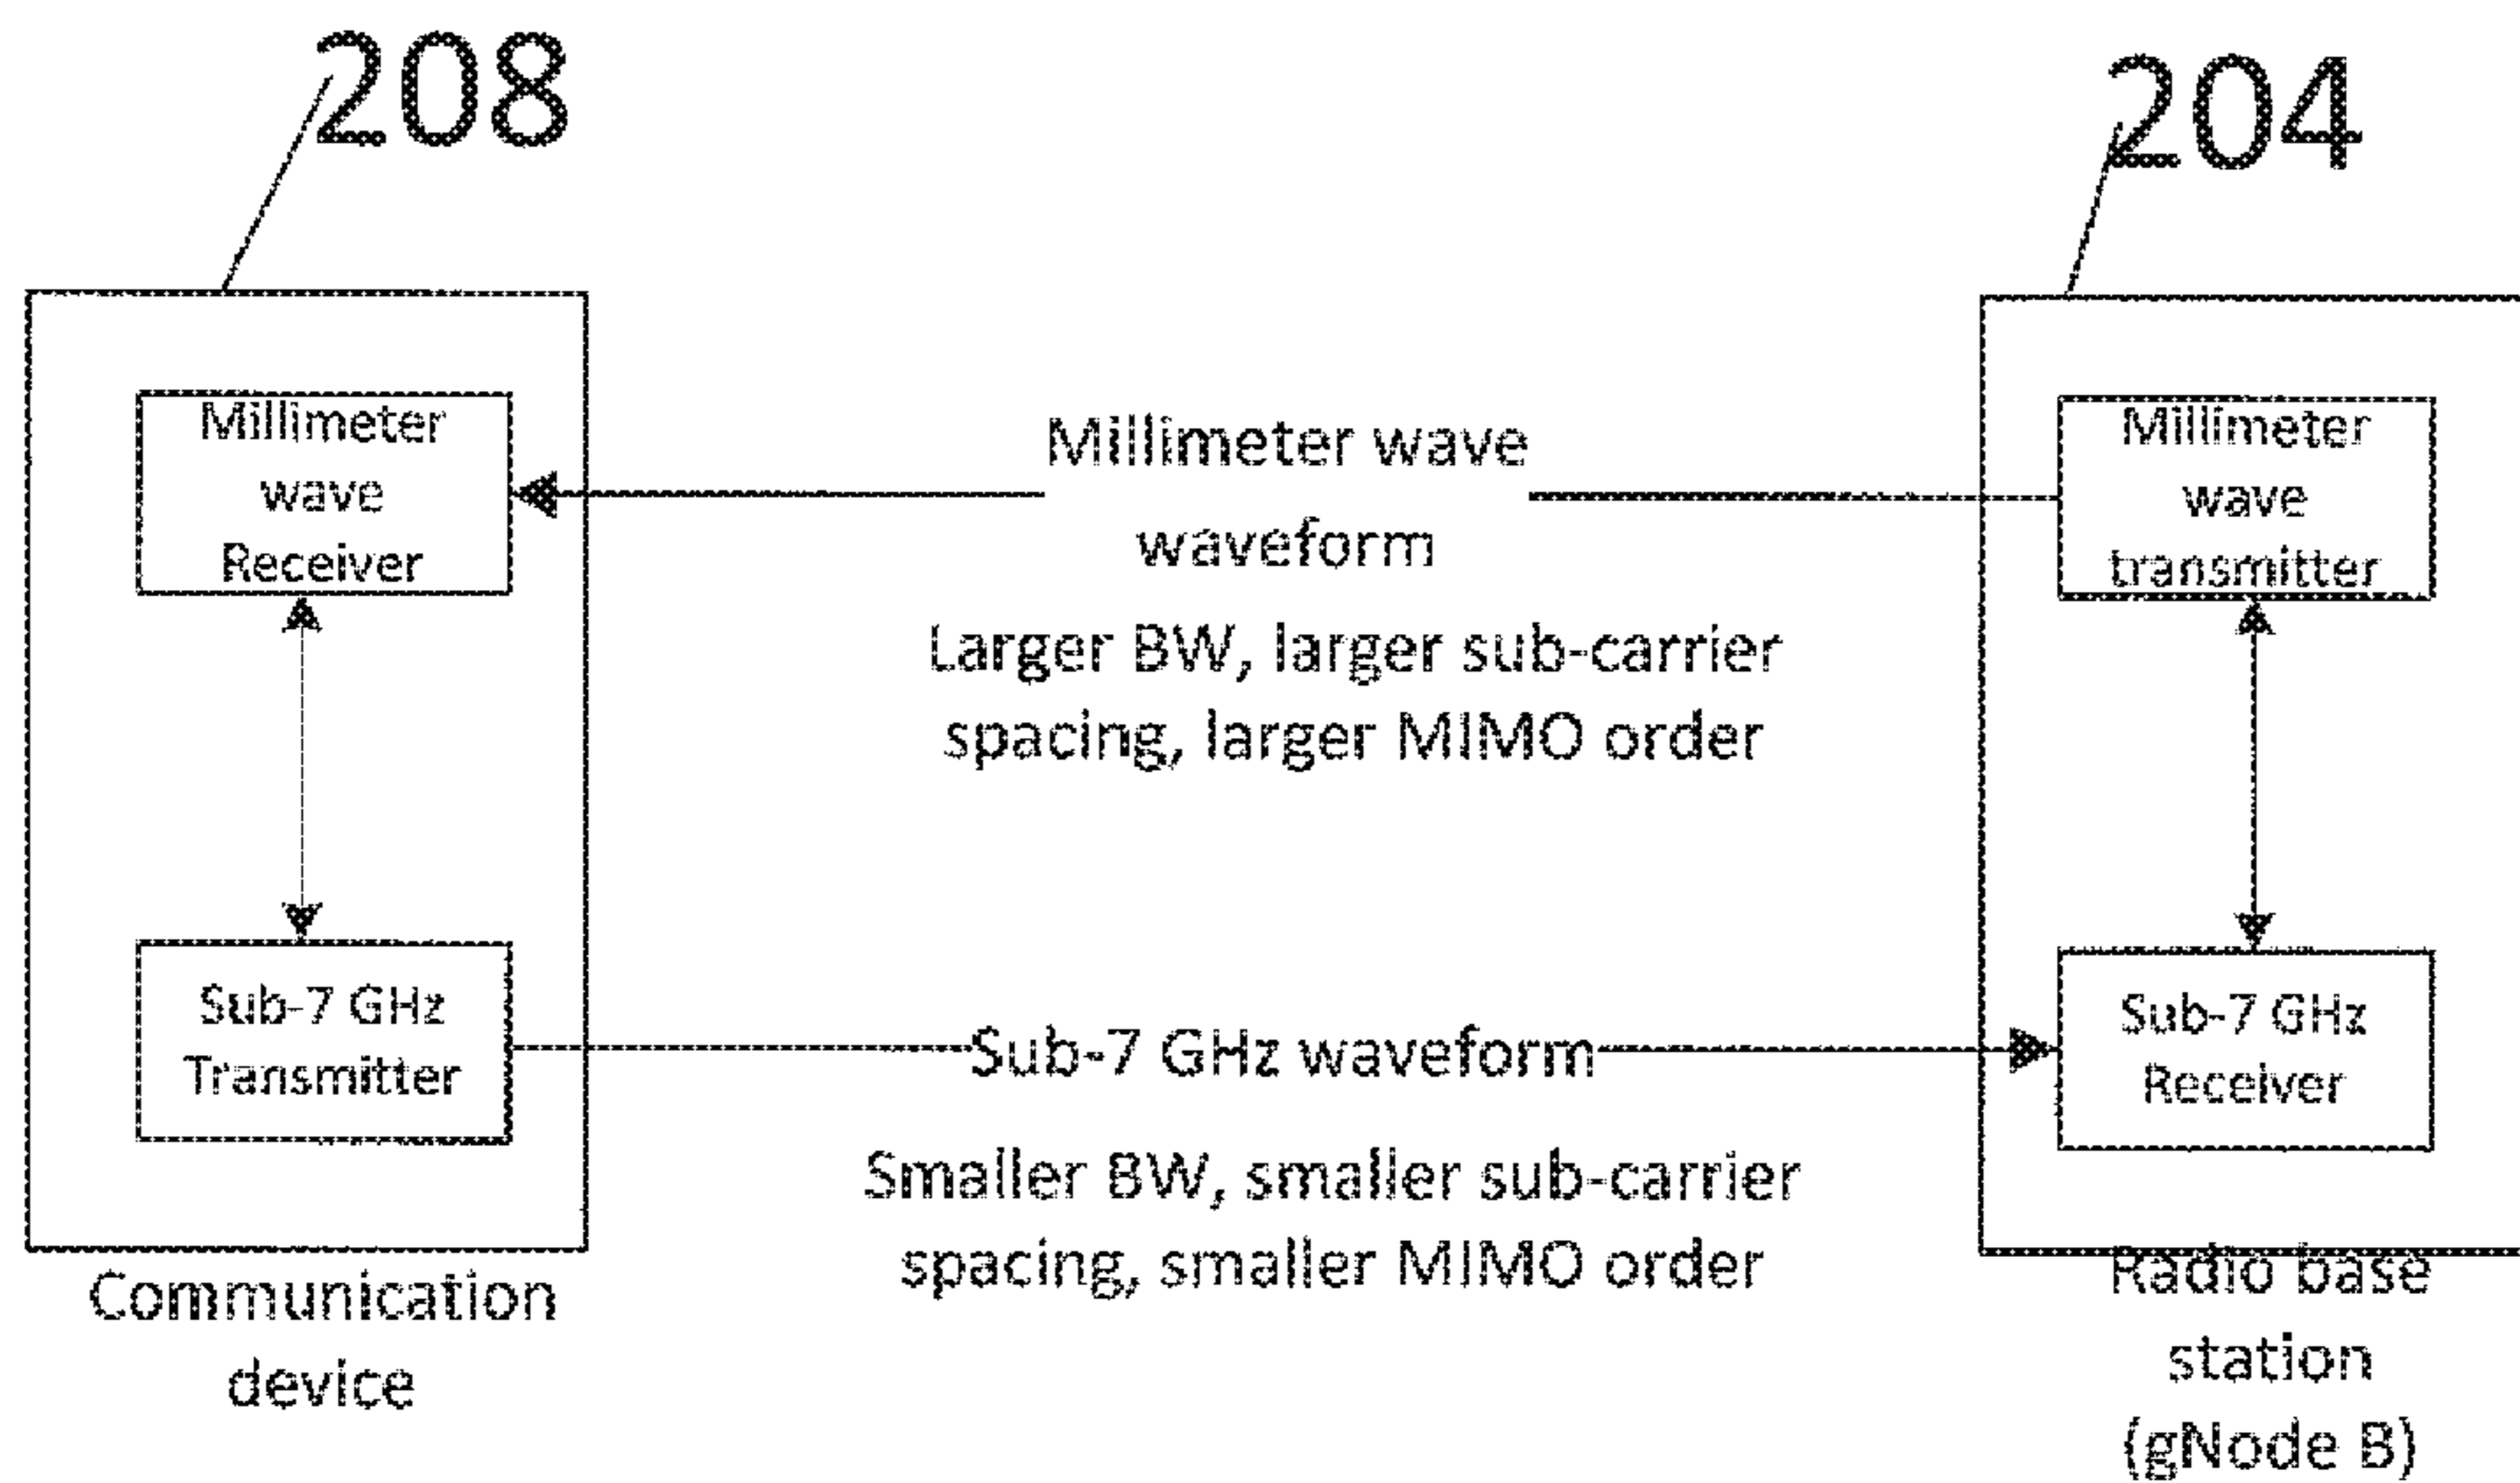 208
204
Millimeter
wave
Receiver
Millimeter wave
waveform
Larger BW, larger sub-carrier
spacing, larger MIMO order
Millimeter
wave
transmitter
Sub-7 GHz
Transmitter
Sub-7 GHz waveform
Smaller BW, smaller sub-carrier
spacing, smaller MIMO order
Sub-7 GHz
Receiver
Communication
device
Radio base
station
(gNode B)